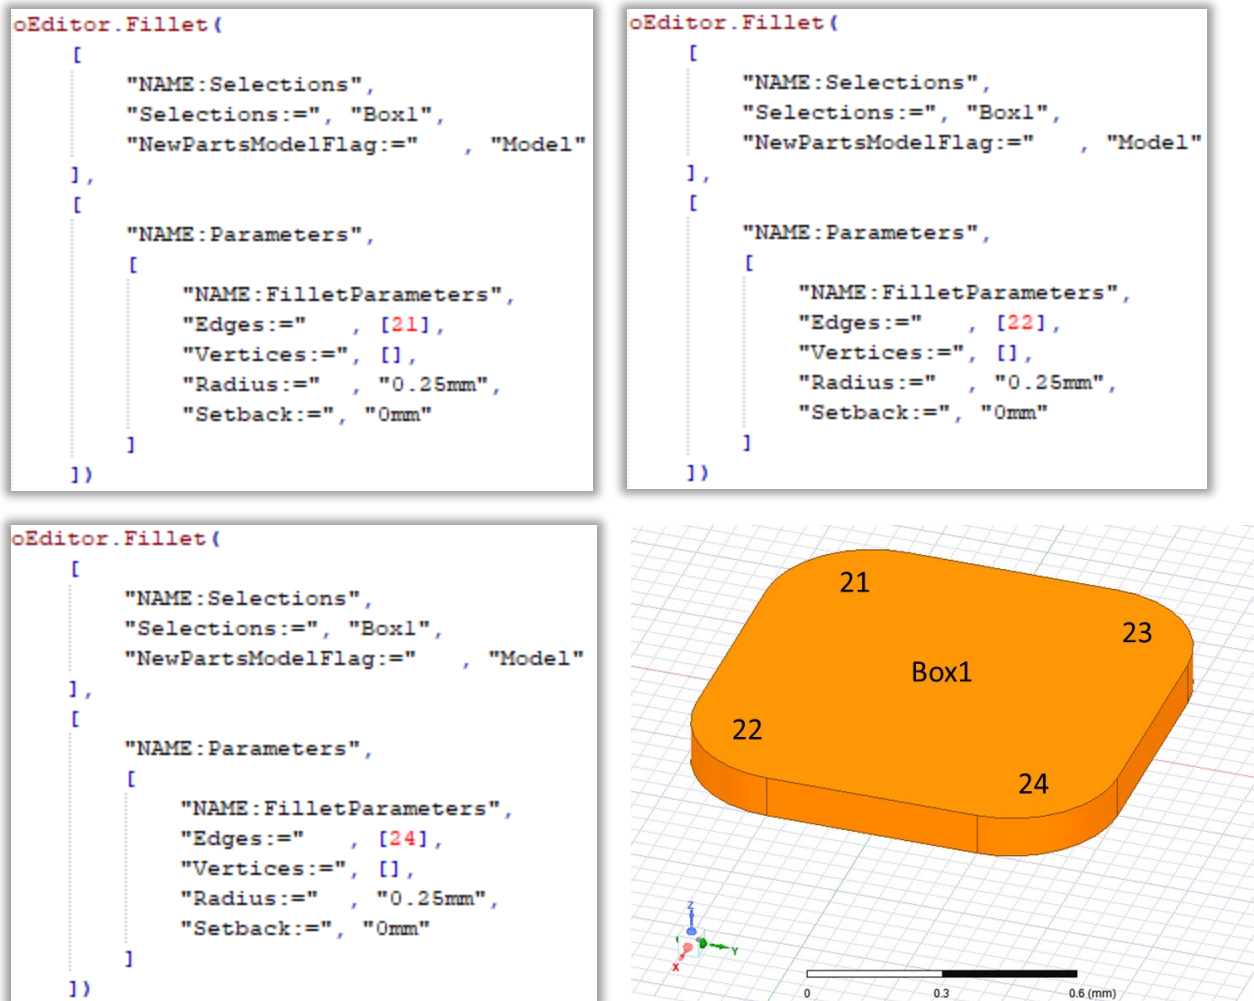 oEditor.Fillet(
[
"NAME:Selections",
"Selections:=", "Box1",
"NewPartsModelFlag:=" , "Model"
],
[
"NAME:Parameters",
[
"NAME:FilletParameters",
"Edges:=" , [21],
"Vertices:=", [],
"Radius:=" , "0.25mm",
"Setback:=", "0mm"
]
])
oEditor.Fillet(
[
"NAME:Selections",
"Selections:=", "Box1",
"NewPartsModelFlag:=" , "Model"
],
[
"NAME:Parameters",
[
"NAME:FilletParameters",
"Edges:=" , [22],
"Vertices:=", [],
"Radius:=" , "0.25mm",
"Setback:=", "0mm"
]
])
oEditor.Fillet(
[
"NAME:Selections",
"Selections:=", "Box1",
"NewPartsModelFlag:=" , "Model"
],
[
"NAME:Parameters",
[
"NAME:FilletParameters",
"Edges:=" , [24],
"Vertices:=", [],
"Radius:=" , "0.25mm",
"Setback:=", "0mm"
]
])
21
23
Box1
22
24
Z
Y
X
0 0.3 0.6 (mm)